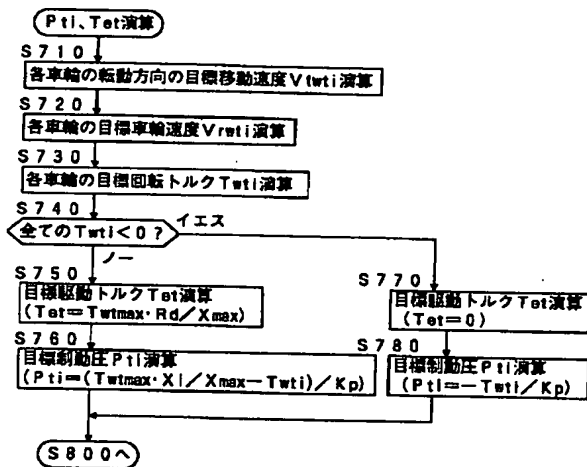 Pti、Tet演算
S710
各車輪の転動方向の目標移動速度Vtwti演算
S720
各車輪の目標車輪速度Vrwti演算
S730
各車輪の目標回転トルクTwti演算
S740
全てのTwti<0?
イエス
ノー
S750
目標駆動トルクTet演算
(Tet=Twtmax・Rd/Xmax)
S760
目標制動圧Pti演算
(Pti=(Twtmax・Xi/Xmax−Twti)/Kp)
S770
目標駆動トルクTet演算
(Tet=0)
S780
目標制動圧Pti演算
(Pti=−Twti/Kp)
S800へ